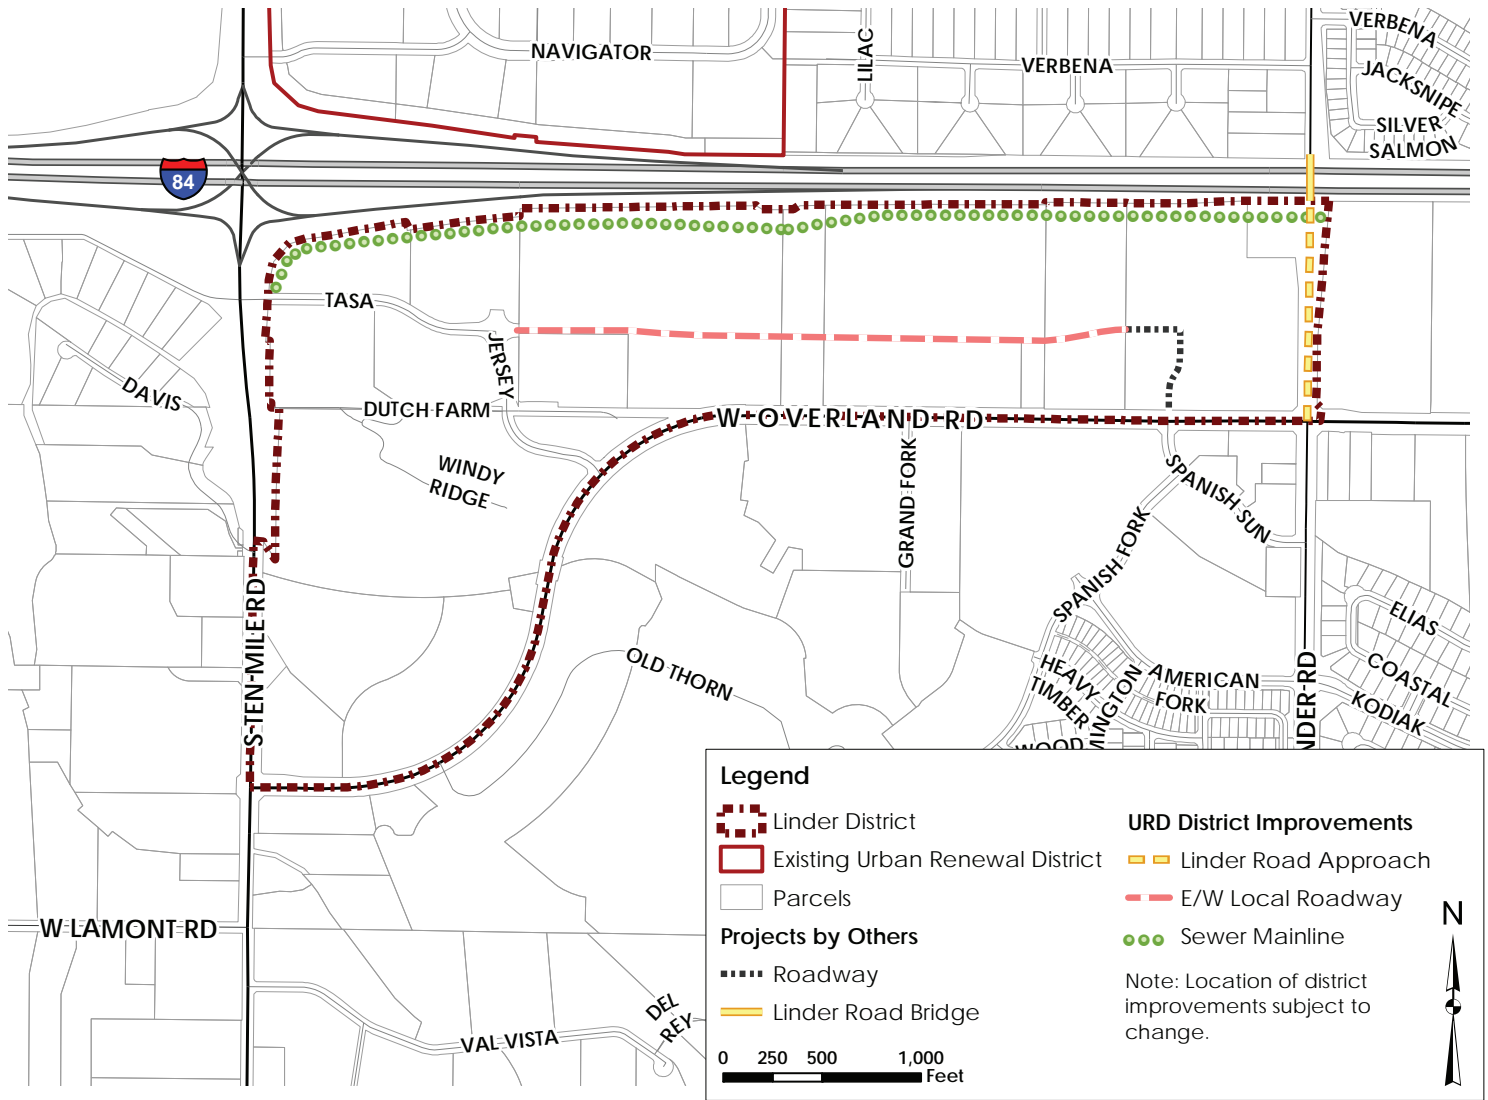 NAVIGATOR
LILAC
VERBENA
VERBENA
JACKSNIPE
SILVER
SALMON
84
TASA
JERSEY
DAVIS
DUTCH FARM
W OVERLAND RD
WINDY
RIDGE
GRAND FORK
SPANISH SUN
SPANISH FORK
S TEN MILE RD
OLD THORN
HEAVY
TIMBER
MINGTON
AMERICAN
FORK
WOOD
NDER RD
ELIAS
COASTAL
KODIAK
W LAMONT RD
VAL VISTA
DEL
REY
Legend
Linder District
Existing Urban Renewal District
Parcels
Projects by Others
Roadway
Linder Road Bridge
0 250 500 1,000
Feet
URD District Improvements
Linder Road Approach
E/W Local Roadway
Sewer Mainline
Note: Location of district
improvements subject to
change.
N